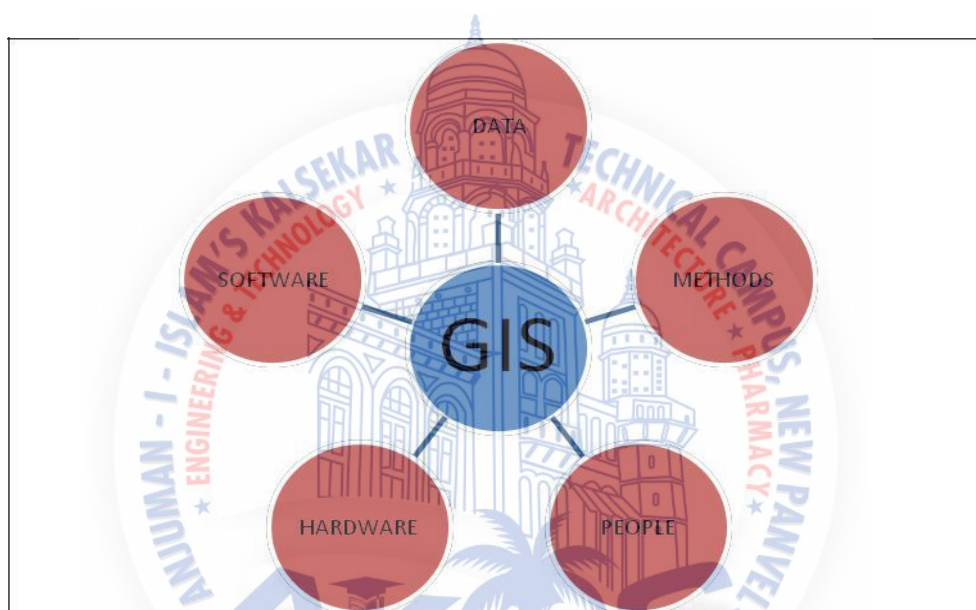 DATA
SOFTWARE
METHODS
GIS
HARDWARE
PEOPLE
ANJUMAN - I - ISLAM'S KALSEKAR TECHNICAL CAMPUS, NEW PANVEL
★ ENGINEERING & TECHNOLOGY ★ ★ ARCHITECTURE ★ PHARMACY ★